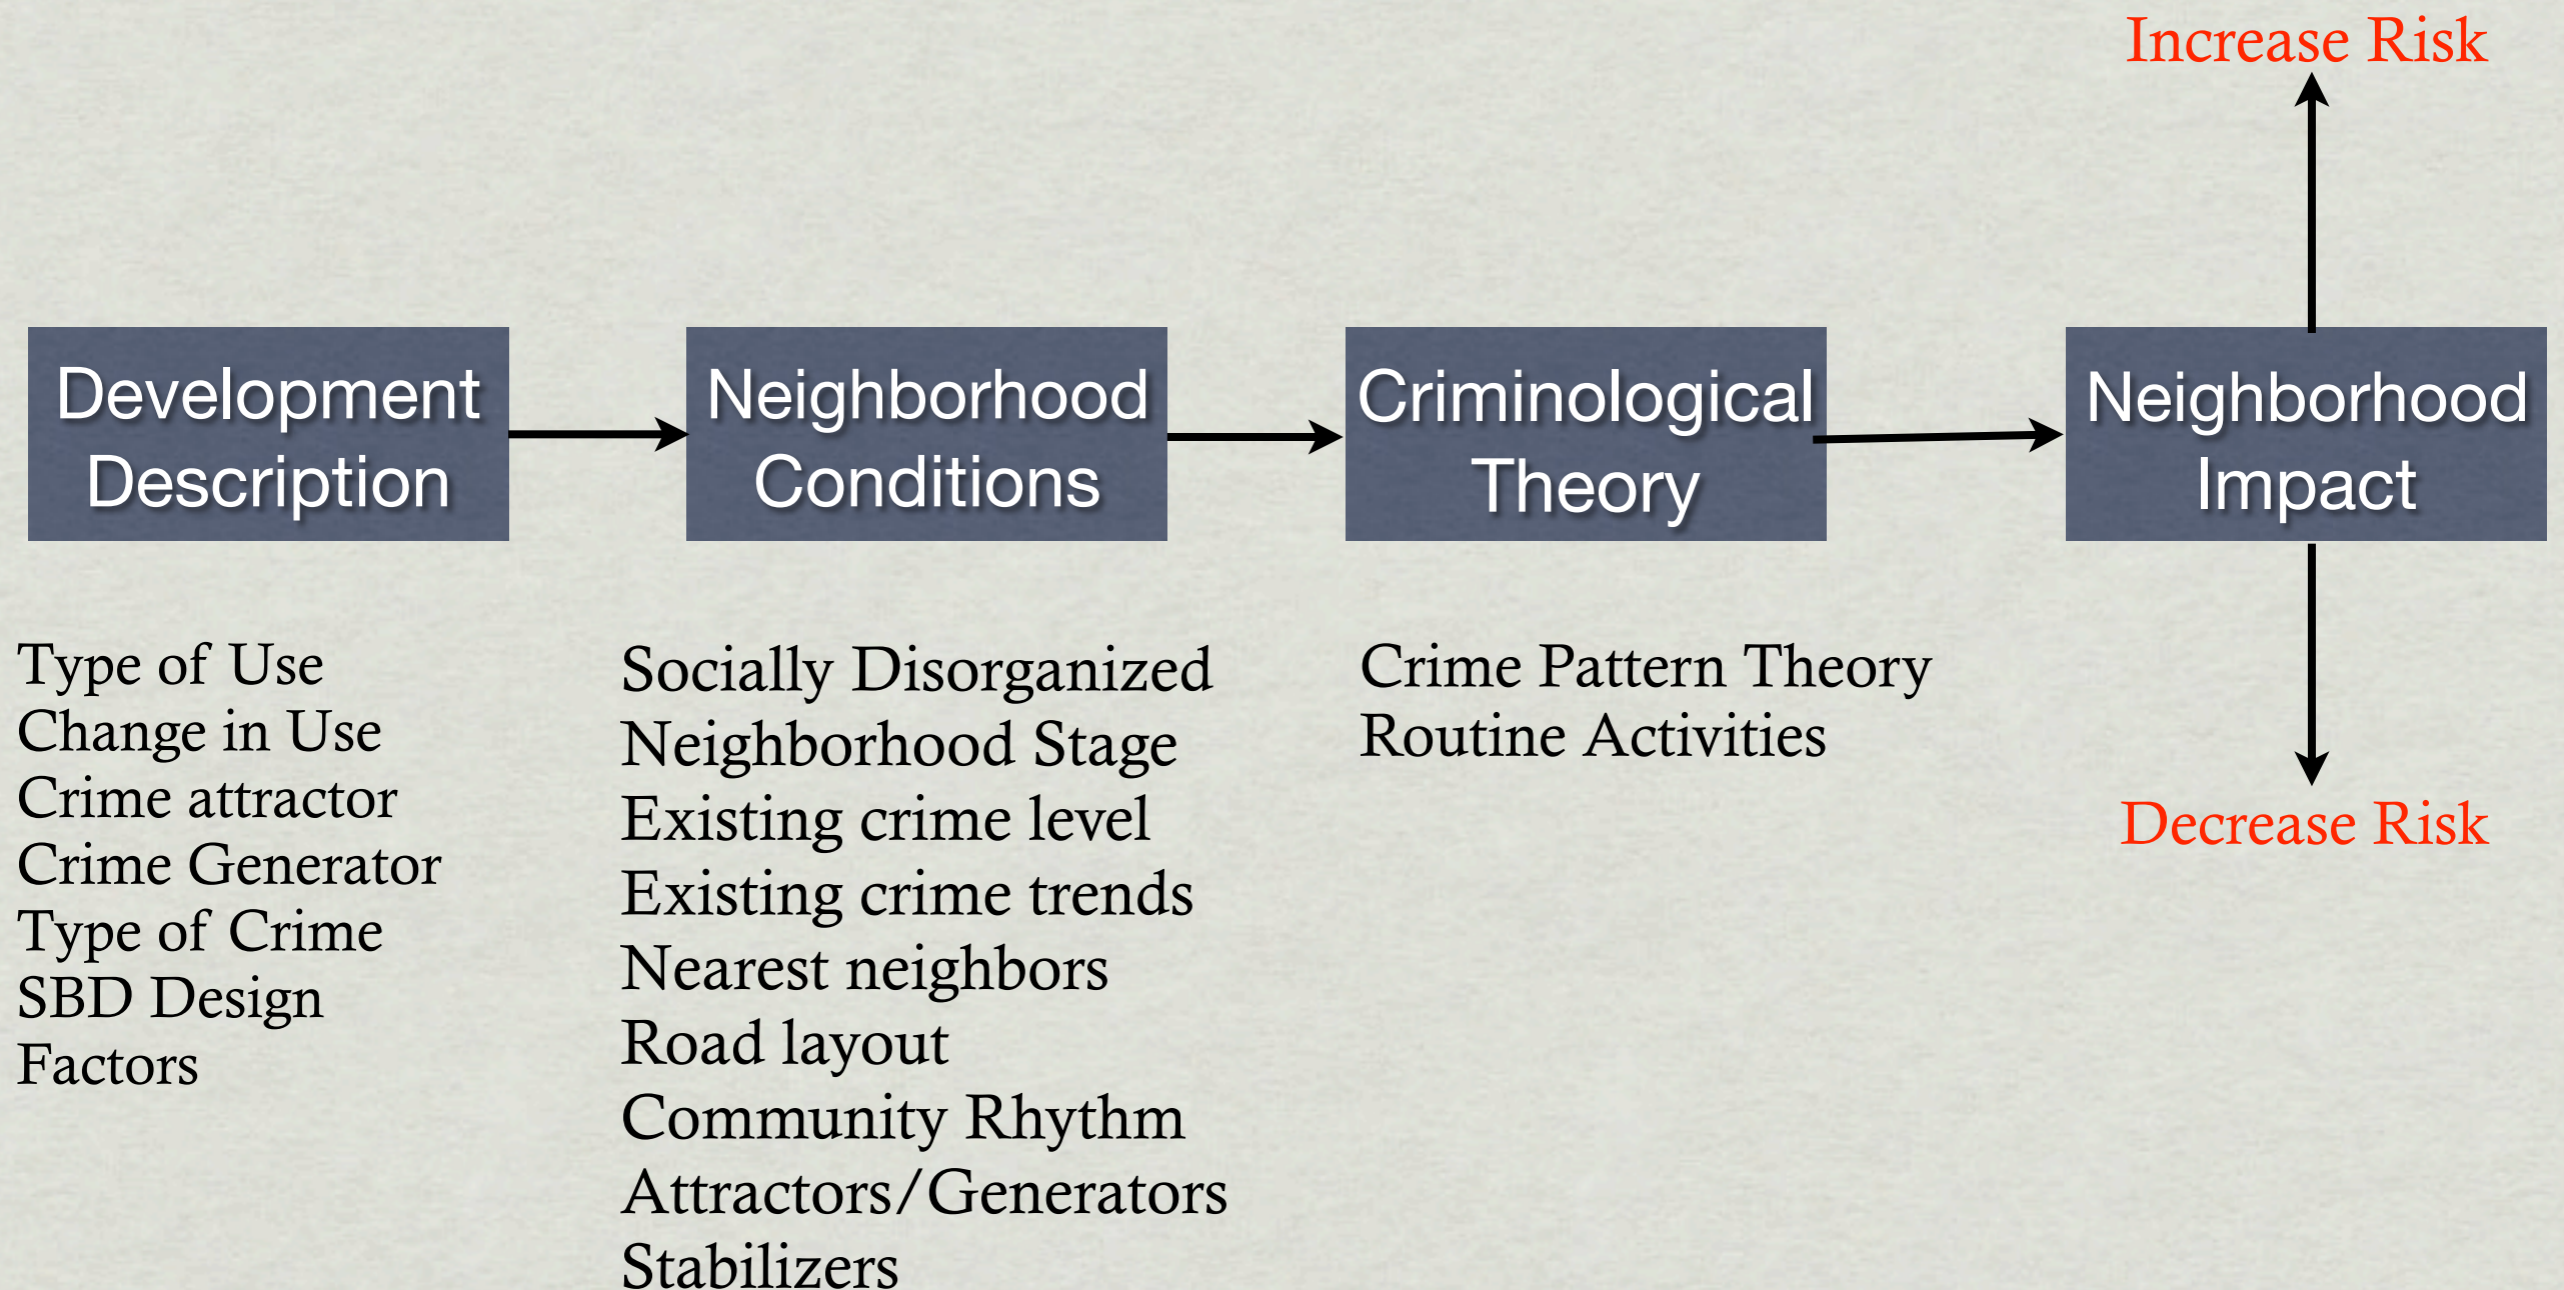 Increase Risk
Development
Description
Neighborhood
Conditions
Criminological
Theory
Neighborhood
Impact
Type of Use
Change in Use
Crime attractor
Crime Generator
Type of Crime
SBD Design
Factors
Socially Disorganized
Neighborhood Stage
Existing crime level
Existing crime trends
Nearest neighbors
Road layout
Community Rhythm
Attractors/Generators
Stabilizers
Crime Pattern Theory
Routine Activities
Decrease Risk